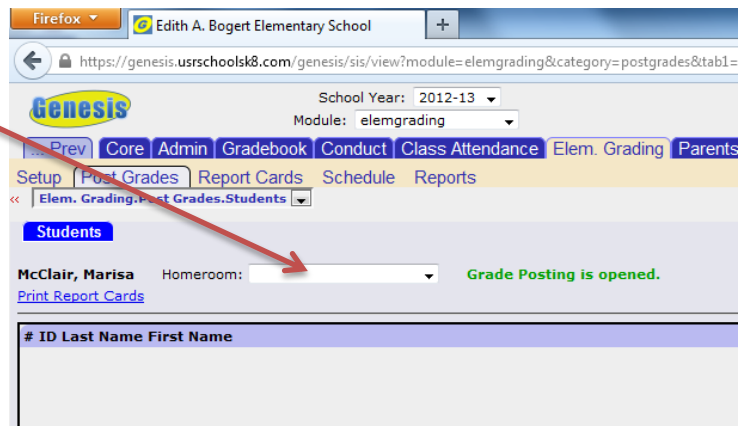 Firefox
Edith A. Bogert Elementary School +
https://genesis.usrschoolsk8.com/genesis/sis/view?module=elemgrading&category=postgrades&tab1=
Genesis
School Year: 2012-13
Module: elemgrading
... Prev Core Admin Gradebook Conduct Class Attendance Elem. Grading Parents
Setup Post Grades Report Cards Schedule Reports
« Elem. Grading.Post Grades.Students
Students
McClair, Marisa Homeroom: Grade Posting is opened.
Print Report Cards
# ID Last Name First Name